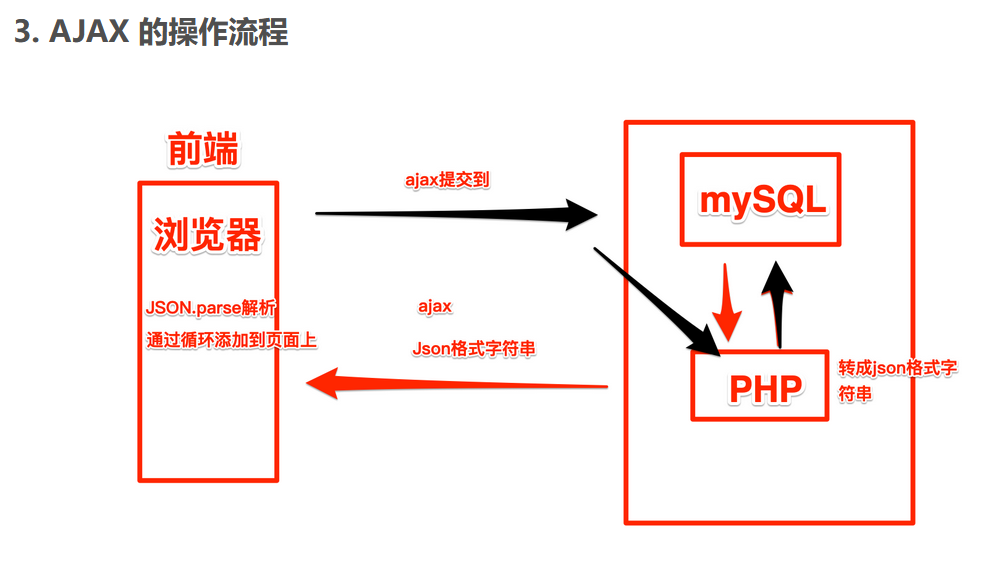 3. AJAX 的操作流程
前端
浏览器
JSON.parse解析
通过循环添加到页面上
ajax提交到
ajax
Json格式字符串
mySQL
PHP
转成json格式字
符串